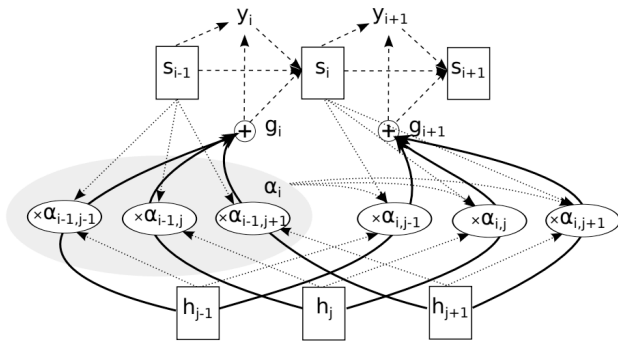 y_i y_{i+1}
s_{i-1} s_i s_{i+1}
+ g_i + g_{i+1}
α_i
×α_{i-1,j-1} ×α_{i-1,j} ×α_{i-1,j+1} ×α_{i,j-1} ×α_{i,j} ×α_{i,j+1}
h_{j-1} h_j h_{j+1}